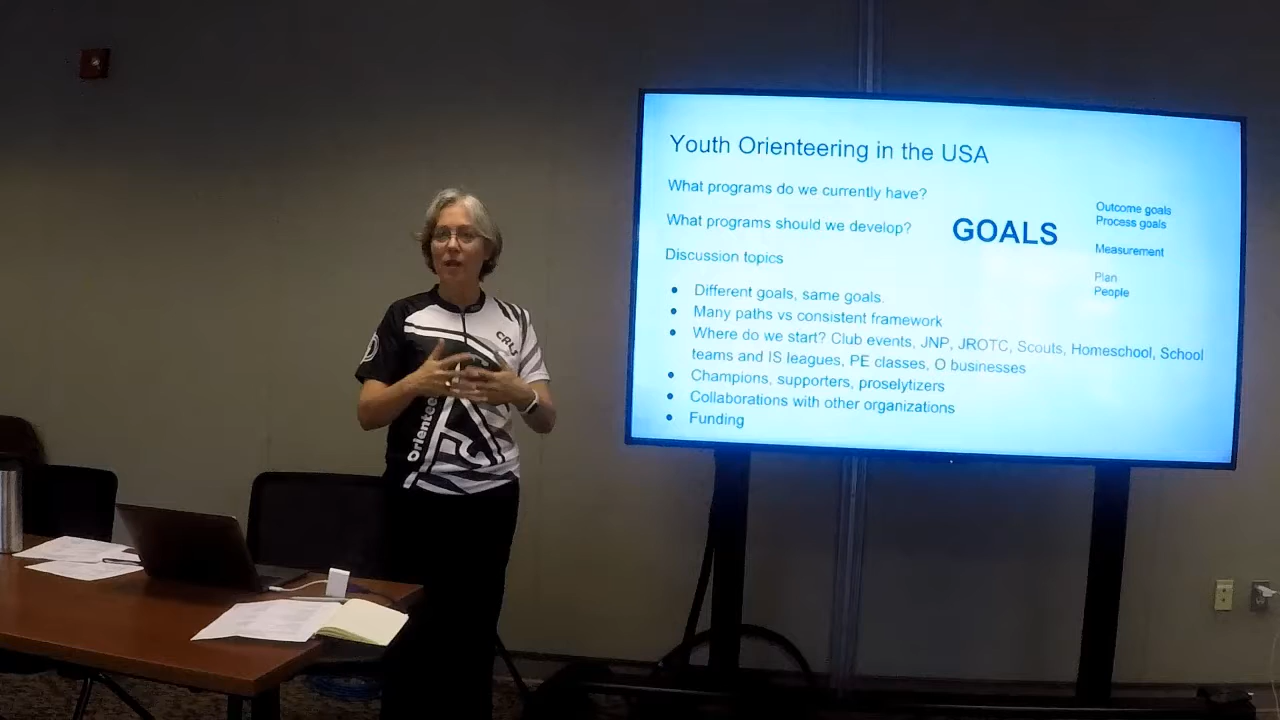 Youth Orienteering in the USA
What programs do we currently have?
What programs should we develop?
GOALS
Outcome goals
Process goals
Measurement
Plan
People
Discussion topics
• Different goals, same goals.
• Many paths vs consistent framework
• Where do we start? Club events, JNP, JROTC, Scouts, Homeschool, School
teams and IS leagues, PE classes, O businesses
• Champions, supporters, proselytizers
• Collaborations with other organizations
• Funding
CRLS
Oriente